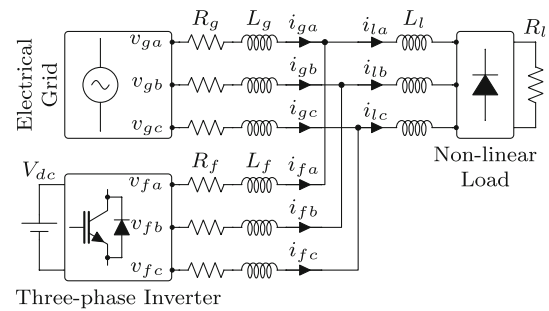 Electrical
Grid
v_ga R_g L_g i_ga i_la L_l R_l
v_gb i_gb i_lb
v_gc i_gc i_lc
Non-linear
Load
V_dc v_fa R_f L_f i_fa
v_fb i_fb
v_fc i_fc
Three-phase Inverter